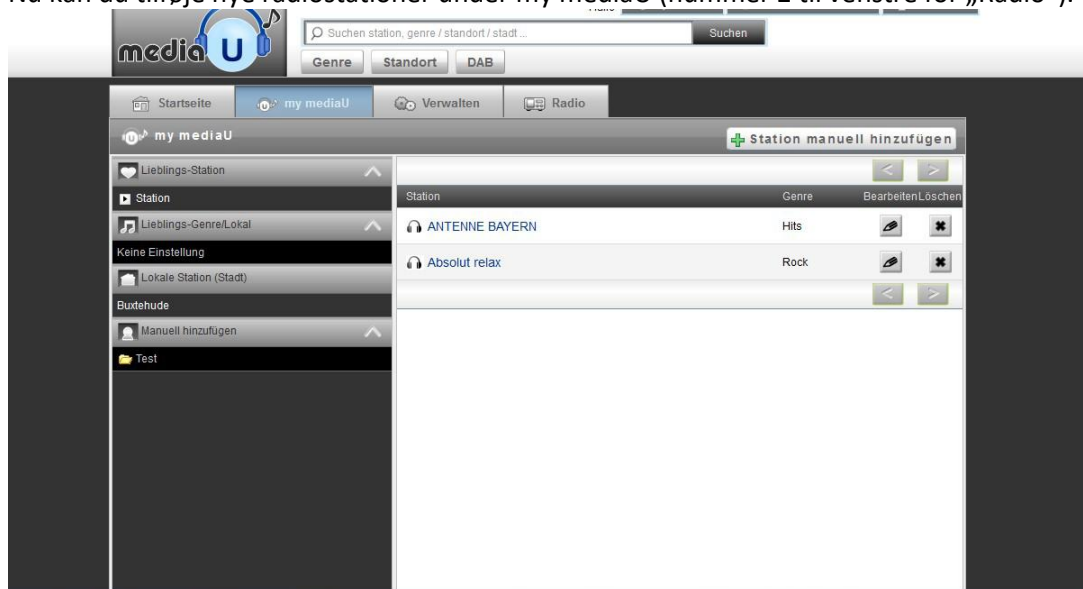 Nu kan du tilføje nye radiostationer under my mediaU (nummer 2 til venstre for „Radio“).
media U
Suchen station, genre / standort / stadt ...
Suchen
Genre
Standort
DAB
Startseite
my mediaU
Verwalten
Radio
my mediaU
Station manuell hinzufügen
Lieblings-Station
<
>
Station
Station
Genre
Bearbeiten
Löschen
Lieblings-Genre/Lokal
ANTENNE BAYERN
Hits
Keine Einstellung
Absolut relax
Rock
Lokale Station (Stadt)
<
>
Buxtehude
Manuell hinzufügen
Test